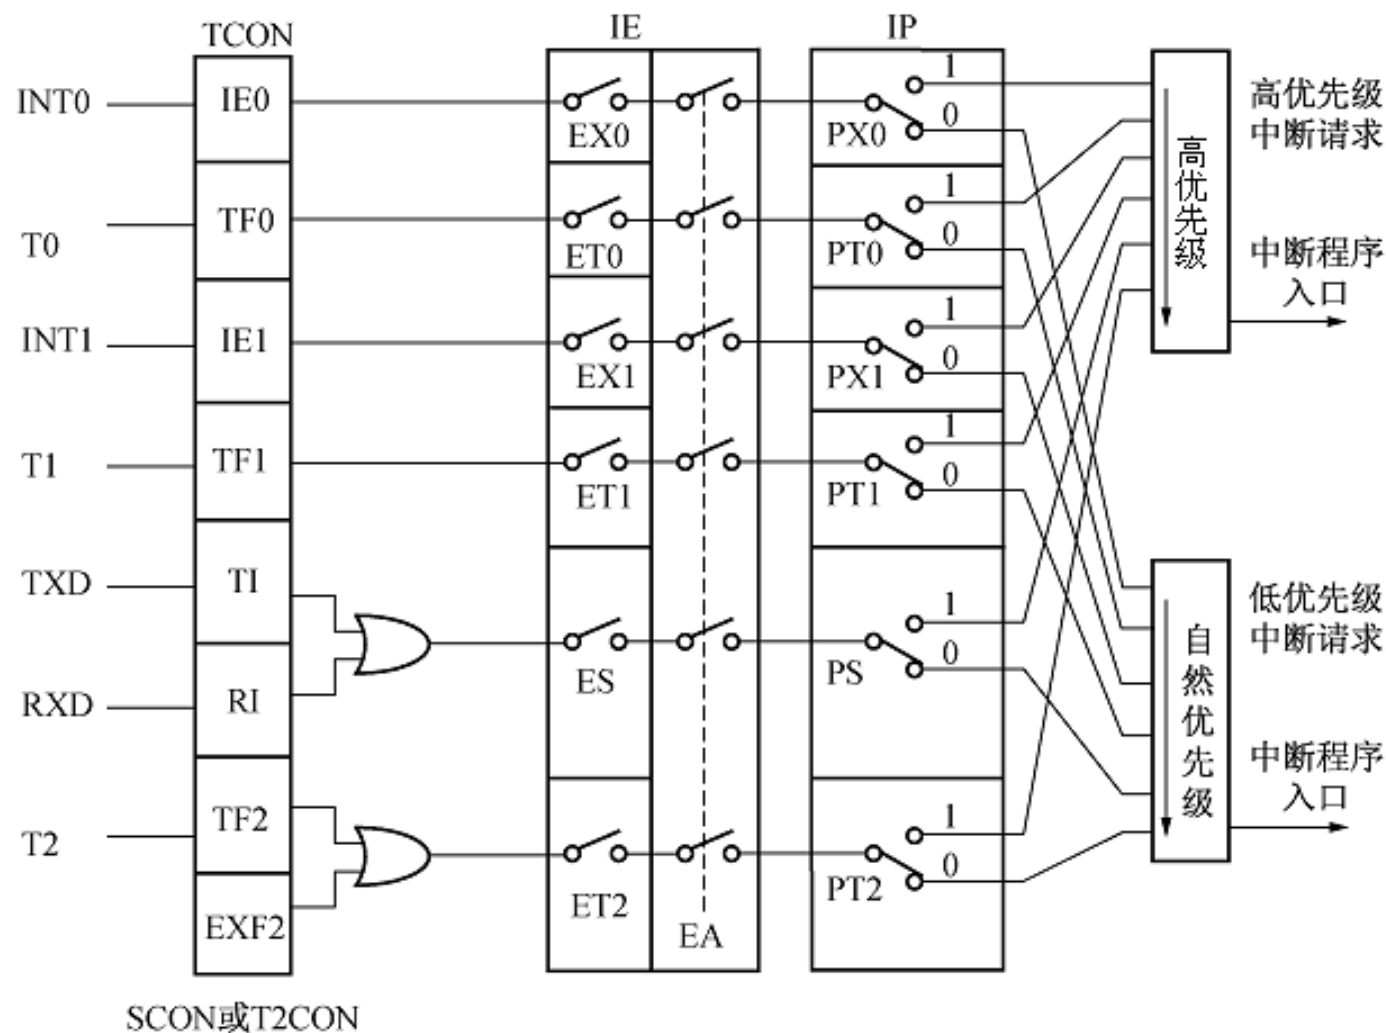 TCON
IE
IP
INT0
IE0
EX0
PX0
1
0
高优先级
中断请求
T0
TF0
ET0
PT0
1
0
高优先级
中断程序
入口
INT1
IE1
EX1
PX1
1
0
T1
TF1
ET1
PT1
1
0
TXD
TI
RXD
RI
ES
PS
1
0
自然优先级
低优先级
中断请求
中断程序
入口
T2
TF2
EXF2
ET2
EA
PT2
1
0
SCON或T2CON